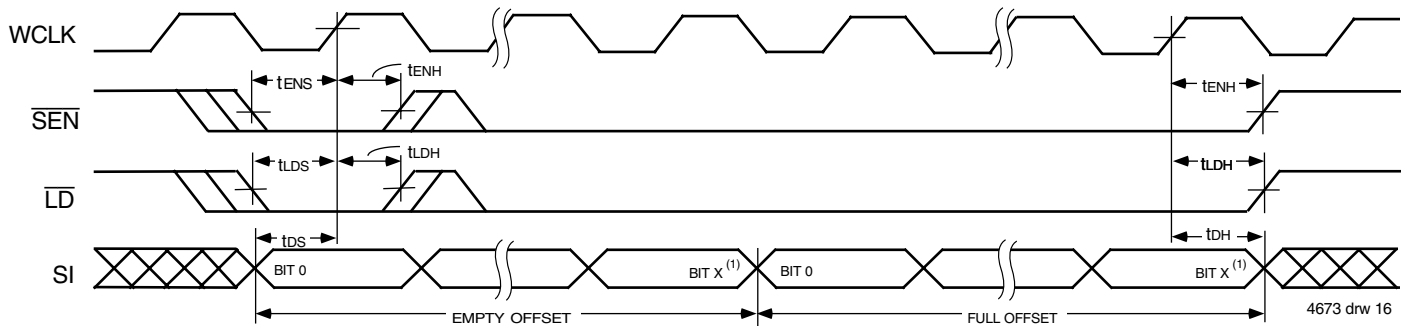 WCLK
tENS
tENH
tENH
SEN
tLDS
tLDH
tLDH
LD
tDS
tDH
SI
BIT 0
BIT X (1)
BIT 0
BIT X (1)
EMPTY OFFSET
FULL OFFSET
4673 drw 16